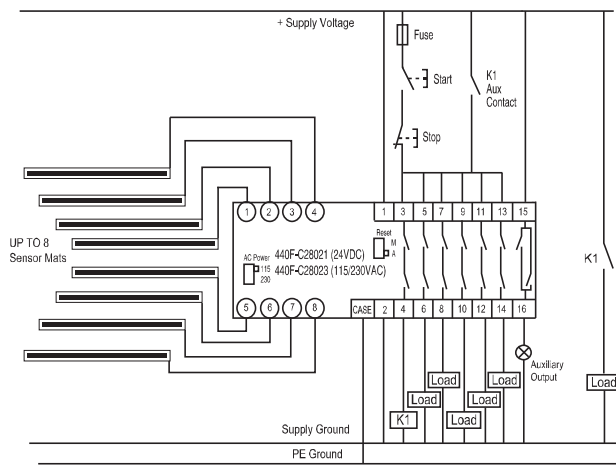 + Supply Voltage
Fuse
Start
K1
Aux
Contact
Stop
1 2 3 4
1 3 5 7 9 11 13 15
UP TO 8
Sensor Mats
Reset
M
A
AC Power
115
230
440F-C28021 (24VDC)
440F-C28023 (115/230VAC)
K1
5 6 7 8
CASE 2 4 6 8 10 12 14 16
Auxiliary
Output
Load
Load
Load
Load
Load
K1
Load
Supply Ground
PE Ground